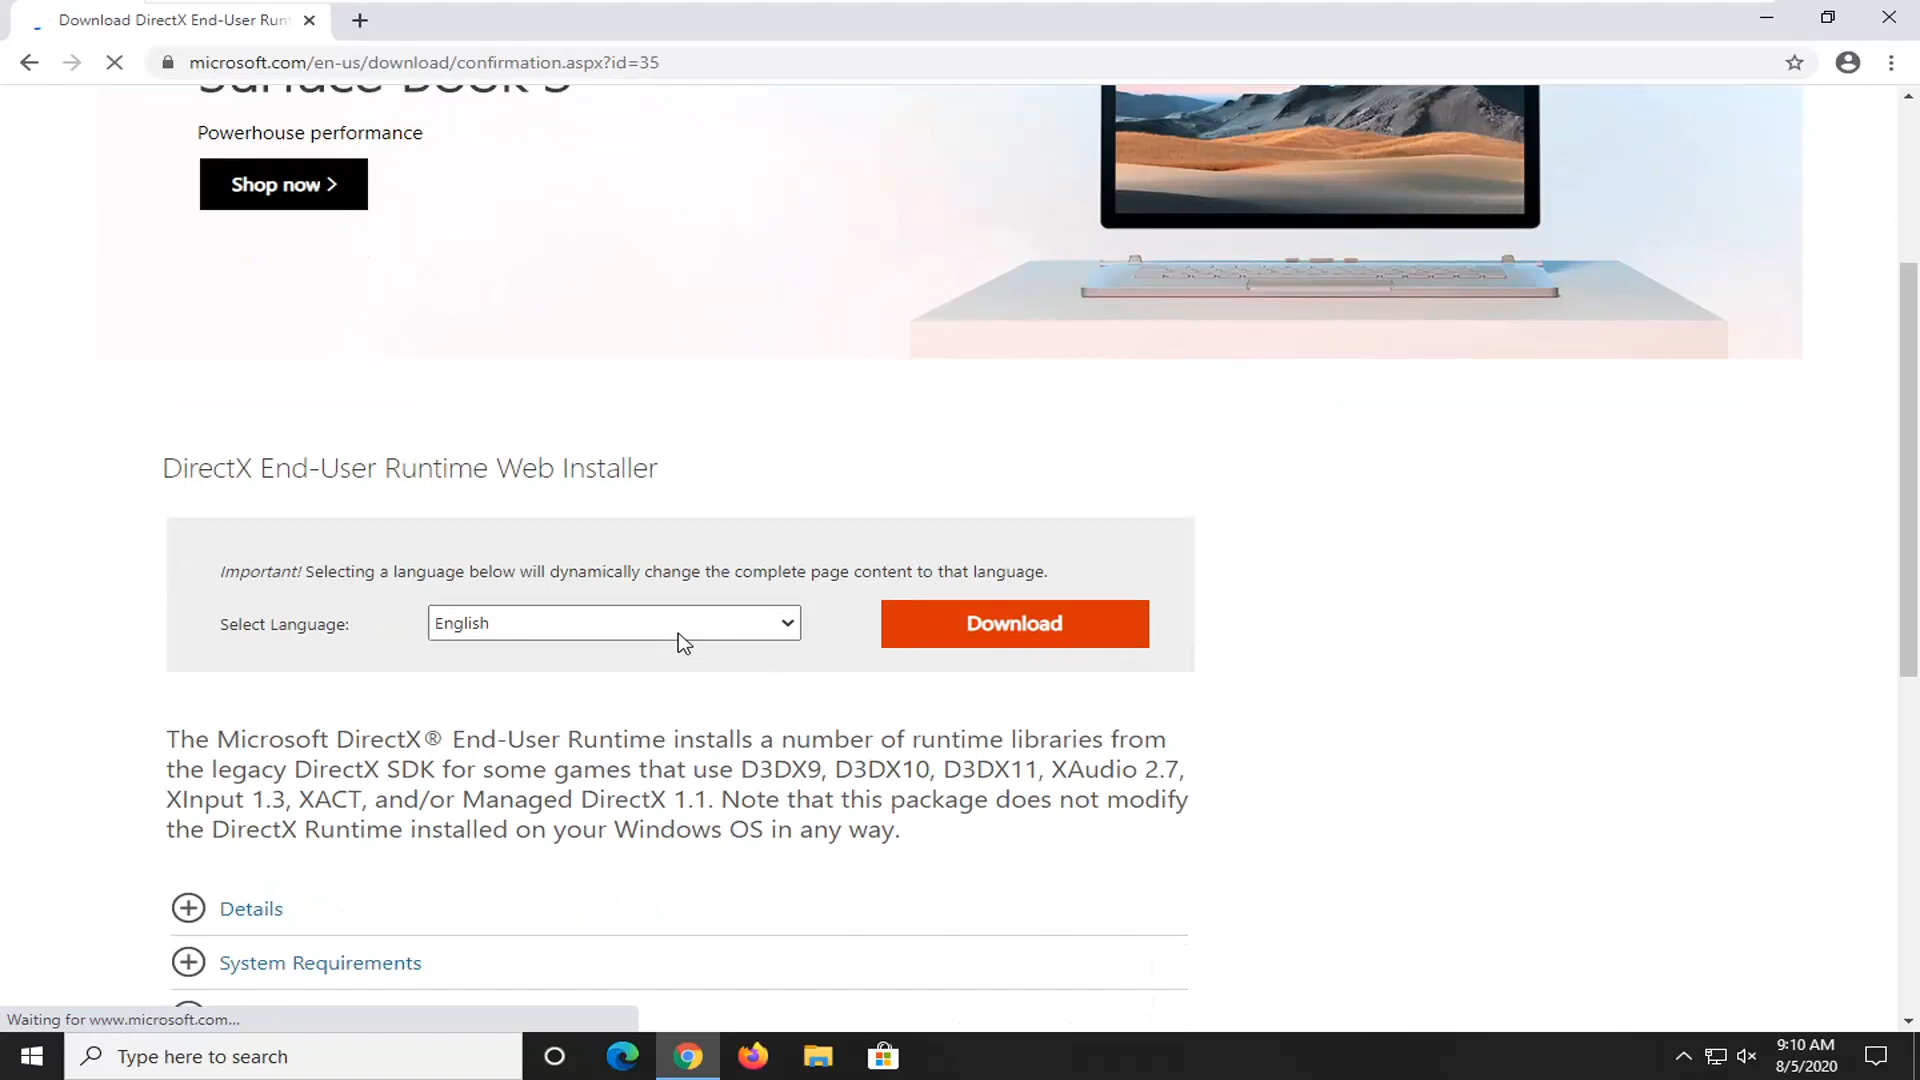 Download DirectX End-User Run
microsoft.com/en-us/download/confirmation.aspx?id=35
Surface Book 3
Powerhouse performance
Shop now >
DirectX End-User Runtime Web Installer
Important! Selecting a language below will dynamically change the complete page content to that language.
Select Language:
English
Download
The Microsoft DirectX® End-User Runtime installs a number of runtime libraries from
the legacy DirectX SDK for some games that use D3DX9, D3DX10, D3DX11, XAudio 2.7,
XInput 1.3, XACT, and/or Managed DirectX 1.1. Note that this package does not modify
the DirectX Runtime installed on your Windows OS in any way.
Details
System Requirements
Waiting for www.microsoft.com...
Type here to search
9:10 AM
8/5/2020